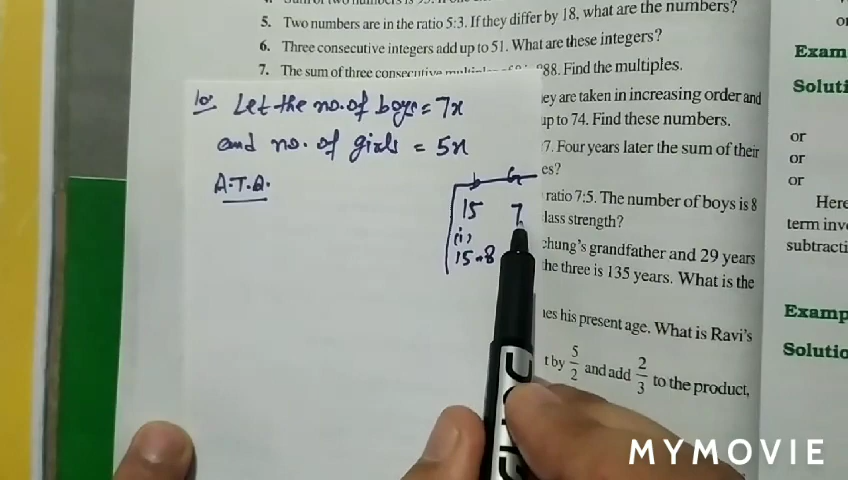 5. Two numbers are in the ratio 5:3. If they differ by 18, what are the numbers?
6. Three consecutive integers add up to 51. What are these integers?
7. The sum of three consecutive 888. Find the multiples.
ey are taken in increasing order and
up to 74. Find these numbers.
7. Four years later the sum of their
es?
ratio 7:5. The number of boys is 8
lass strength?
chung's grandfather and 29 years
he three is 135 years. What is the
es his present age. What is Ravi's
t by 5/2 and add 2/3 to the product,
10. Let the no. of boys = 7x
and no. of girls = 5x
A.T.Q.
b G
15 7
(i)
15-8
Exam
Soluti
or
or
or
Here
term inv
subtracti
Examp
Solutio
MYMOVIE